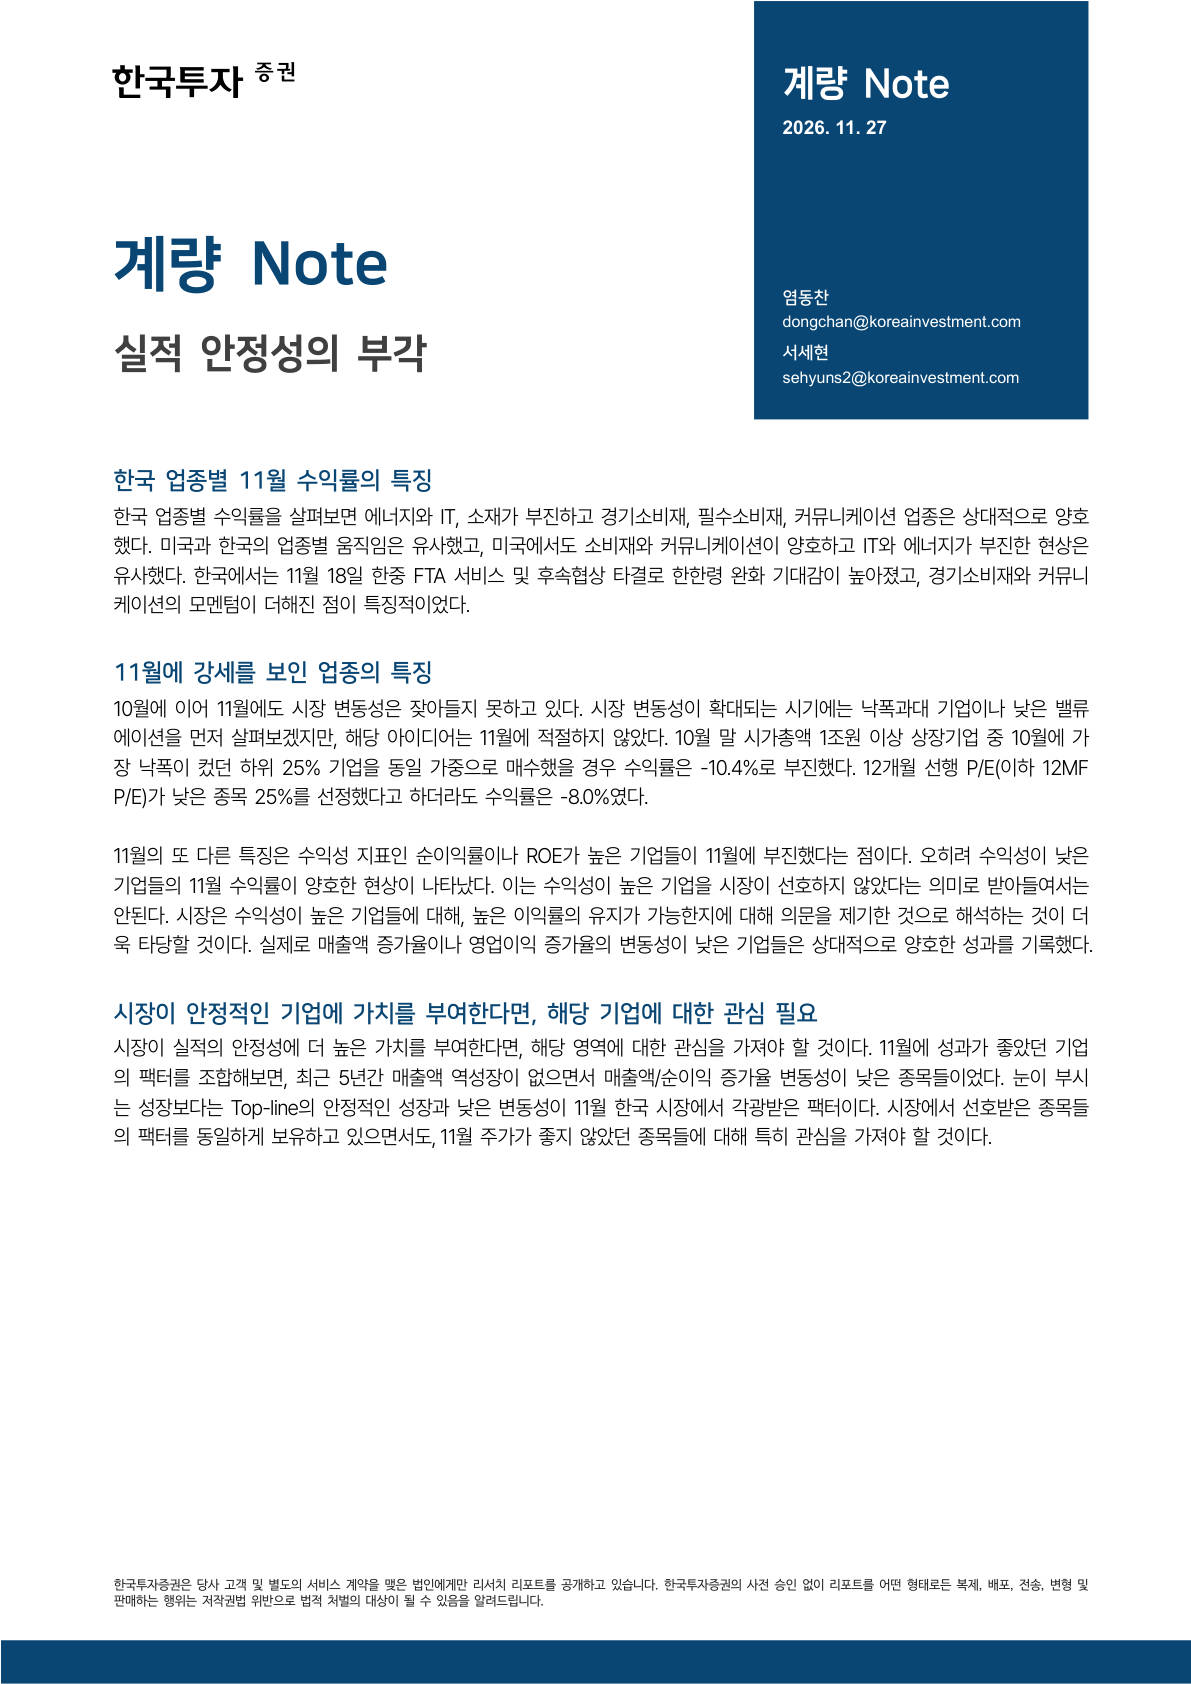 한국투자 증권
계량 Note
2026. 11. 27
계량 Note
실적 안정성의 부각
염동찬
dongchan@koreainvestment.com
서세현
sehyuns2@koreainvestment.com
한국 업종별 11월 수익률의 특징
한국 업종별 수익률을 살펴보면 에너지와 IT, 소재가 부진하고 경기소비재, 필수소비재, 커뮤니케이션 업종은 상대적으로 양호
했다. 미국과 한국의 업종별 움직임은 유사했고, 미국에서도 소비재와 커뮤니케이션이 양호하고 IT와 에너지가 부진한 현상은
유사했다. 한국에서는 11월 18일 한중 FTA 서비스 및 후속협상 타결로 한한령 완화 기대감이 높아졌고, 경기소비재와 커뮤니
케이션의 모멘텀이 더해진 점이 특징적이었다.
11월에 강세를 보인 업종의 특징
10월에 이어 11월에도 시장 변동성은 잦아들지 못하고 있다. 시장 변동성이 확대되는 시기에는 낙폭과대 기업이나 낮은 밸류
에이션을 먼저 살펴보겠지만, 해당 아이디어는 11월에 적절하지 않았다. 10월 말 시가총액 1조원 이상 상장기업 중 10월에 가
장 낙폭이 컸던 하위 25% 기업을 동일 가중으로 매수했을 경우 수익률은 -10.4%로 부진했다. 12개월 선행 P/E(이하 12MF
P/E)가 낮은 종목 25%를 선정했다고 하더라도 수익률은 -8.0%였다.
11월의 또 다른 특징은 수익성 지표인 순이익률이나 ROE가 높은 기업들이 11월에 부진했다는 점이다. 오히려 수익성이 낮은
기업들의 11월 수익률이 양호한 현상이 나타났다. 이는 수익성이 높은 기업을 시장이 선호하지 않았다는 의미로 받아들여서는
안된다. 시장은 수익성이 높은 기업들에 대해, 높은 이익률의 유지가 가능한지에 대해 의문을 제기한 것으로 해석하는 것이 더
욱 타당할 것이다. 실제로 매출액 증가율이나 영업이익 증가율의 변동성이 낮은 기업들은 상대적으로 양호한 성과를 기록했다.
시장이 안정적인 기업에 가치를 부여한다면, 해당 기업에 대한 관심 필요
시장이 실적의 안정성에 더 높은 가치를 부여한다면, 해당 영역에 대한 관심을 가져야 할 것이다. 11월에 성과가 좋았던 기업
의 팩터를 조합해보면, 최근 5년간 매출액 역성장이 없으면서 매출액/순이익 증가율 변동성이 낮은 종목들이었다. 눈이 부시
는 성장보다는 Top-line의 안정적인 성장과 낮은 변동성이 11월 한국 시장에서 각광받은 팩터이다. 시장에서 선호받은 종목들
의 팩터를 동일하게 보유하고 있으면서도, 11월 주가가 좋지 않았던 종목들에 대해 특히 관심을 가져야 할 것이다.
한국투자증권은 당사 고객 및 별도의 서비스 계약을 맺은 법인에게만 리서치 리포트를 공개하고 있습니다. 한국투자증권의 사전 승인 없이 리포트를 어떤 형태로든 복제, 배포, 전송, 변형 및
판매하는 행위는 저작권법 위반으로 법적 처벌의 대상이 될 수 있음을 알려드립니다.